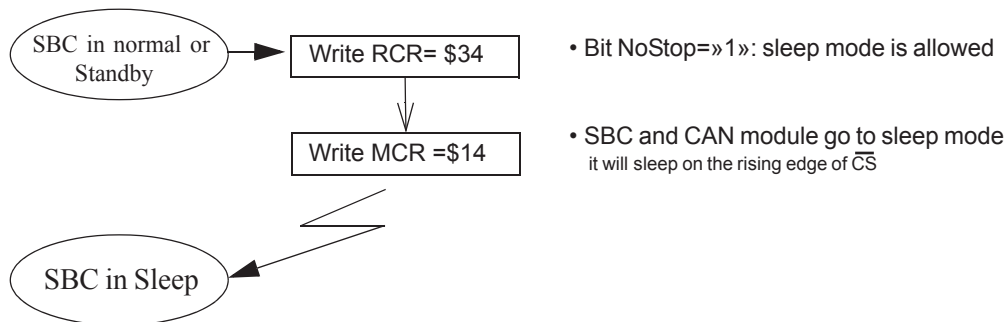 SBC in normal or
Standby
Write RCR= $34
• Bit NoStop=»1»: sleep mode is allowed
Write MCR =$14
• SBC and CAN module go to sleep mode
it will sleep on the rising edge of C̅S̅
SBC in Sleep